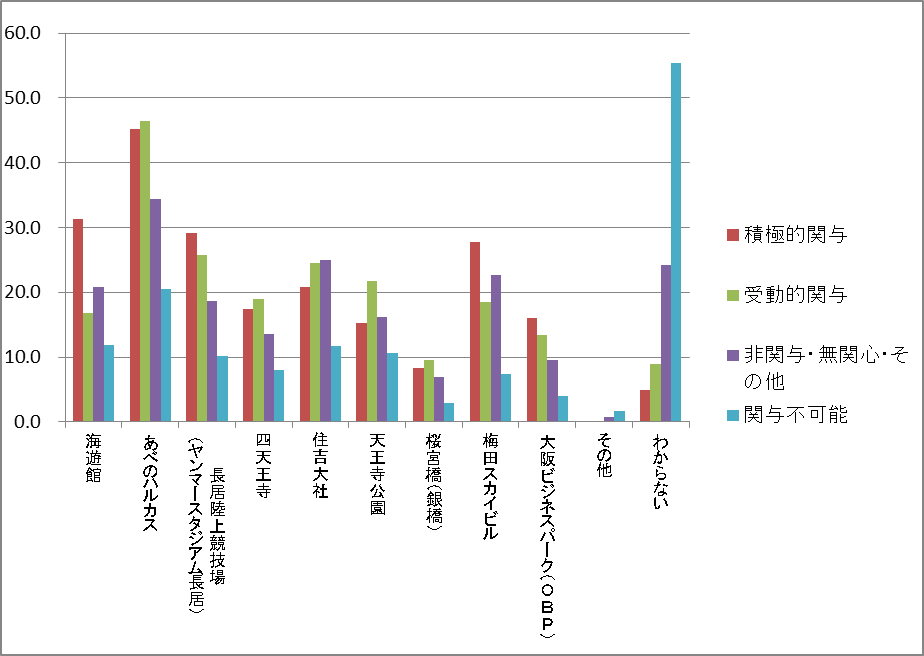 60.0
50.0
40.0
30.0
20.0
10.0
0.0
海遊館
あべのハルカス
長居陸上競技場
（ヤンマースタジアム長居）
四天王寺
住吉大社
天王寺公園
桜宮橋（銀橋）
梅田スカイビル
大阪ビジネスパーク（ＯＢＰ）
その他
わからない
積極的関与
受動的関与
非関与・無関心・そ
の他
関与不可能